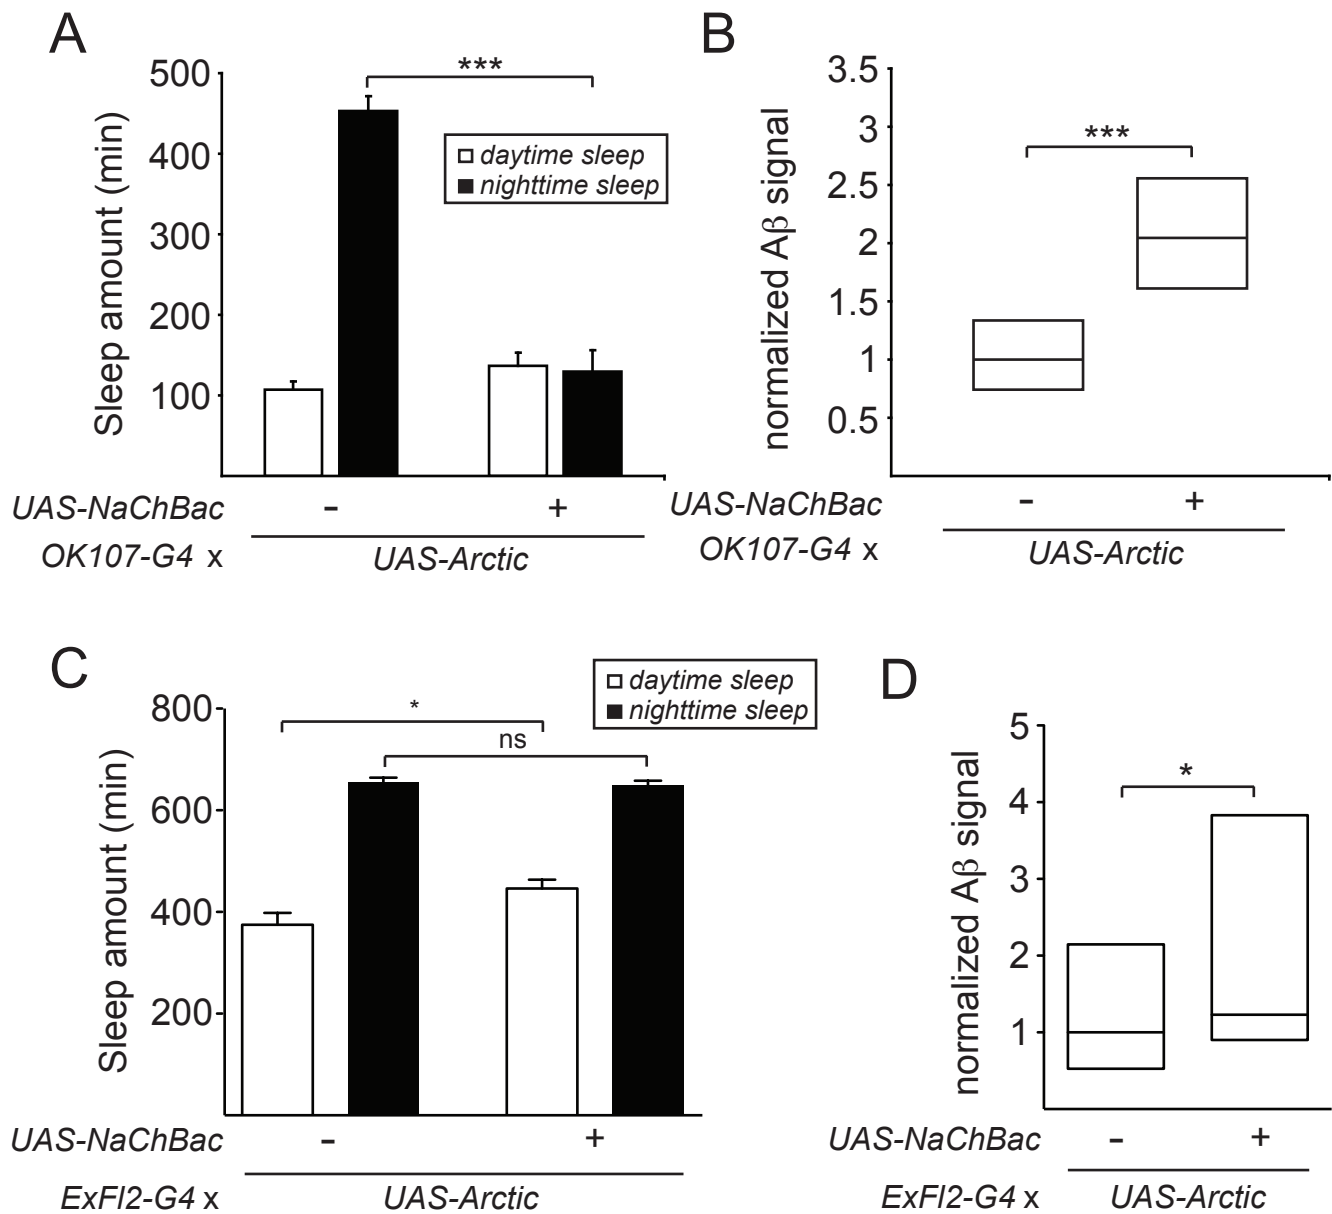 A
Sleep amount (min)
500
400
300
200
100
***
daytime sleep
nighttime sleep
UAS-NaChBac - +
OK107-G4 x UAS-Arctic
B
normalized Aβ signal
3.5
3
2.5
2
1.5
1
0.5
***
UAS-NaChBac - +
OK107-G4 x UAS-Arctic
C
Sleep amount (min)
800
600
400
200
*
ns
daytime sleep
nighttime sleep
UAS-NaChBac - +
ExFl2-G4 x UAS-Arctic
D
normalized Aβ signal
5
4
3
2
1
*
UAS-NaChBac - +
ExFl2-G4 x UAS-Arctic